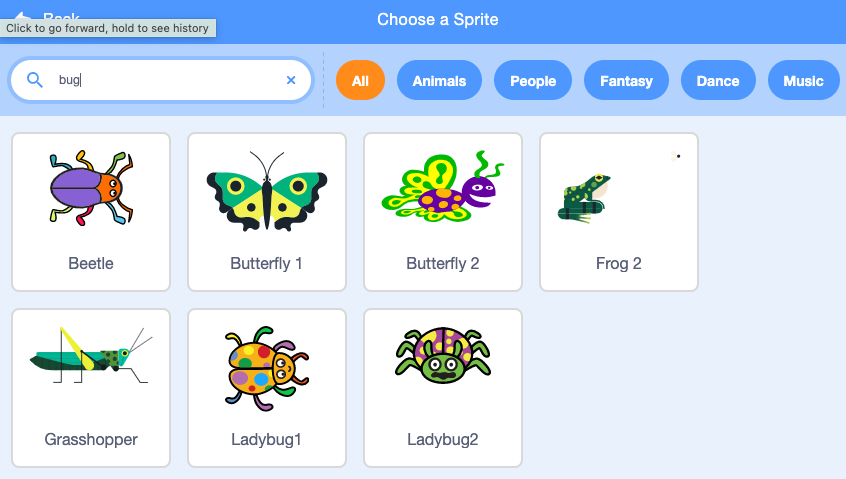 Back
Choose a Sprite
Click to go forward, hold to see history
bug
All
Animals
People
Fantasy
Dance
Music
Beetle
Butterfly 1
Butterfly 2
Frog 2
Grasshopper
Ladybug1
Ladybug2